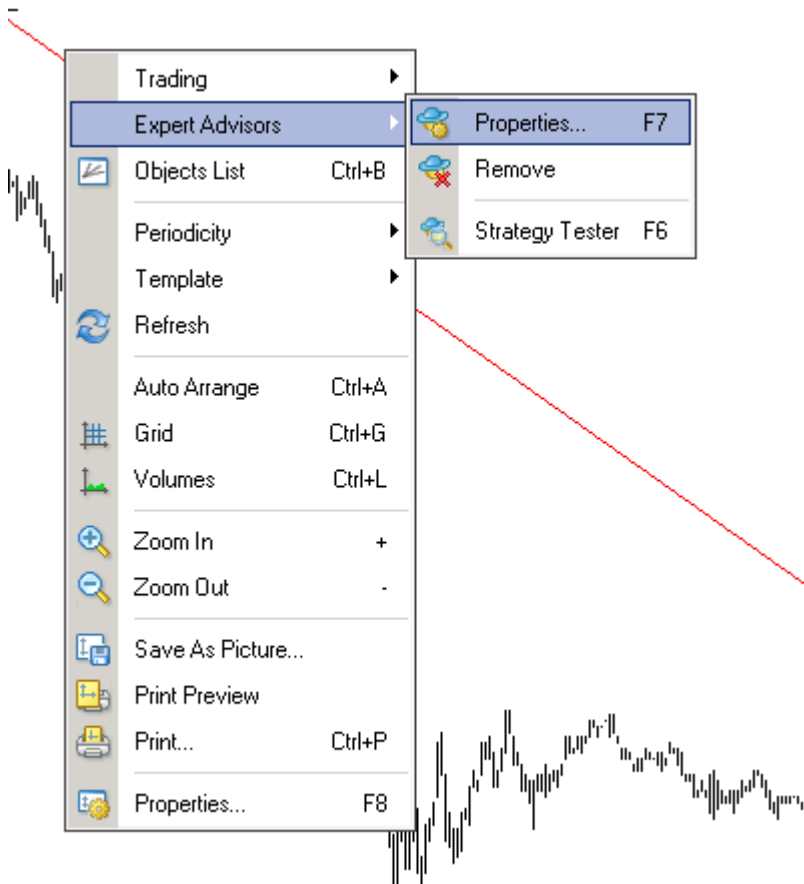 Trading
Expert Advisors
Objects List Ctrl+B
Periodicity
Template
Refresh
Auto Arrange Ctrl+A
Grid Ctrl+G
Volumes Ctrl+L
Zoom In +
Zoom Out -
Save As Picture...
Print Preview
Print... Ctrl+P
Properties... F8
Properties... F7
Remove
Strategy Tester F6